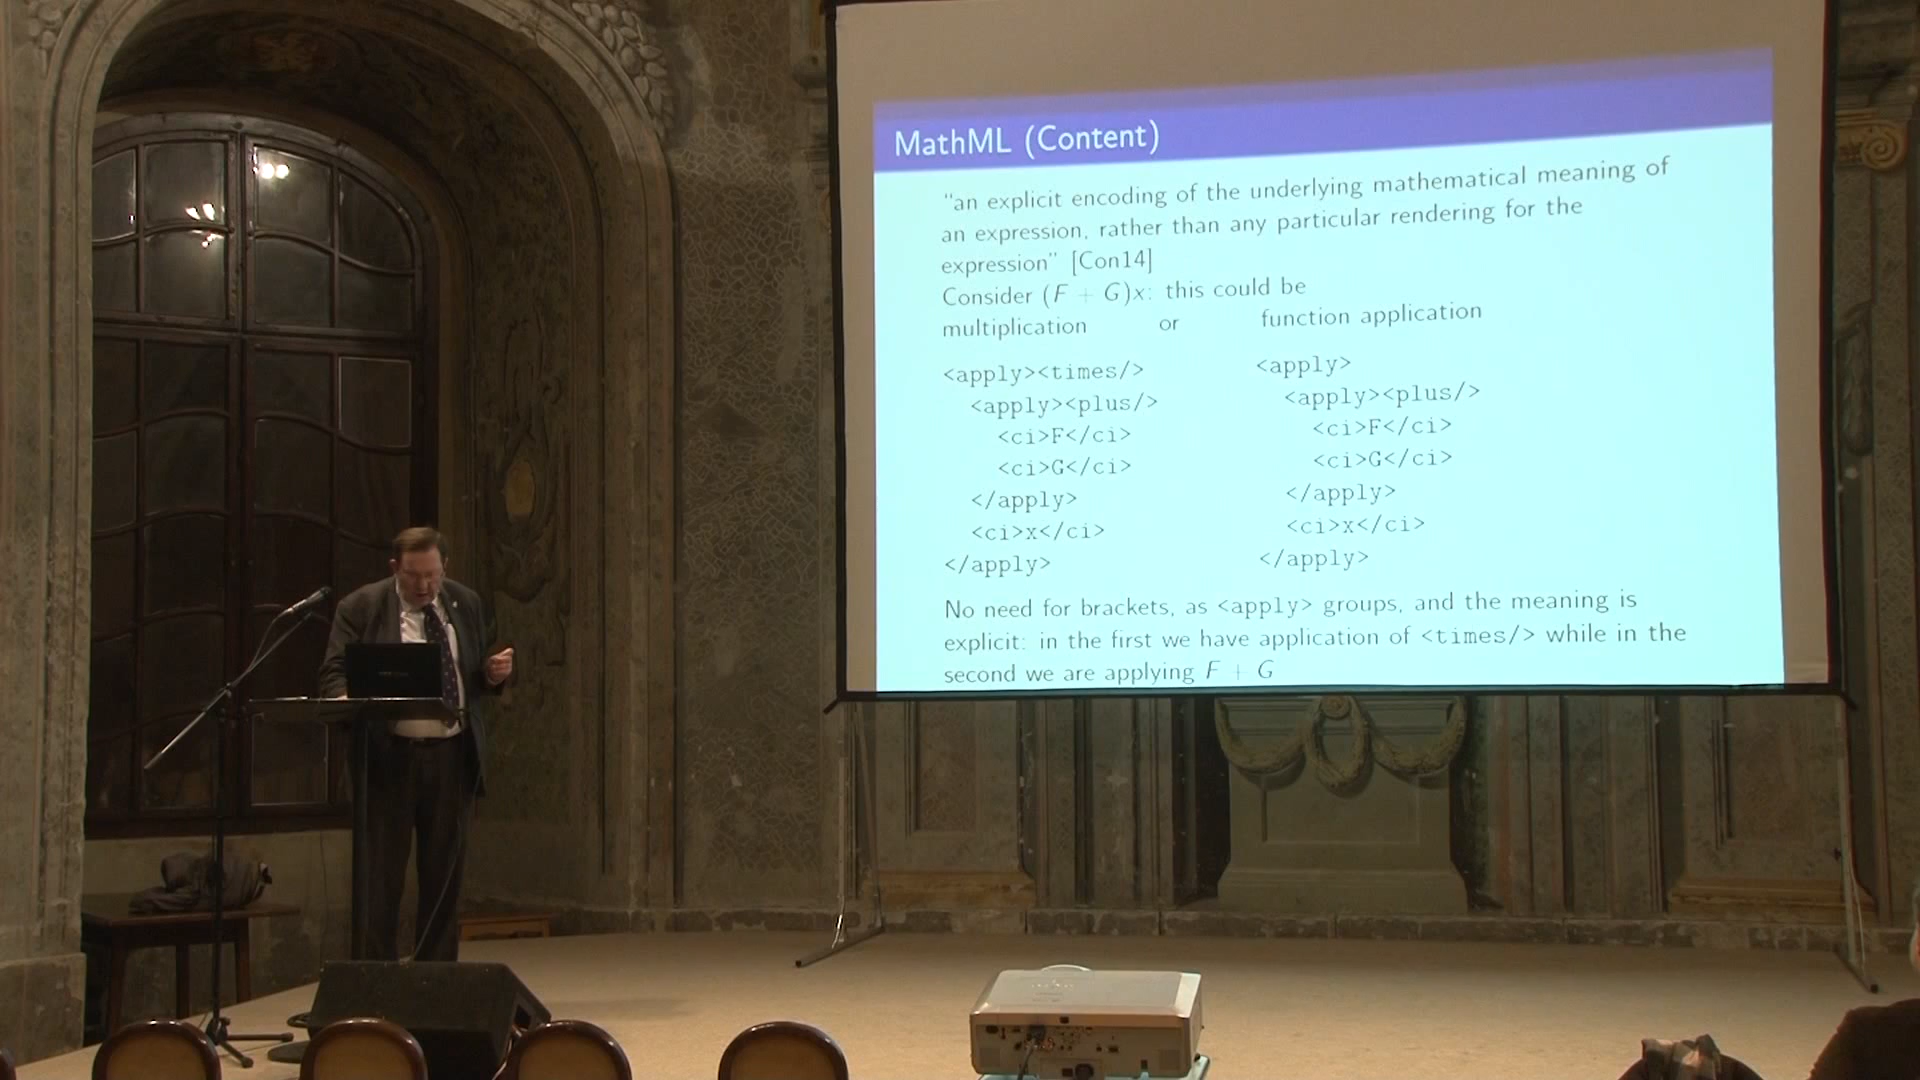 MathML (Content)
“an explicit encoding of the underlying mathematical meaning of
an expression, rather than any particular rendering for the
expression” [Con14]
Consider (F + G)x: this could be
multiplication or function application
<apply><times/> <apply>
<apply><plus/> <apply><plus/>
<ci>F</ci> <ci>F</ci>
<ci>G</ci> <ci>G</ci>
</apply> </apply>
<ci>x</ci> <ci>x</ci>
</apply> </apply>
No need for brackets, as <apply> groups, and the meaning is
explicit: in the first we have application of <times/> while in the
second we are applying F + G